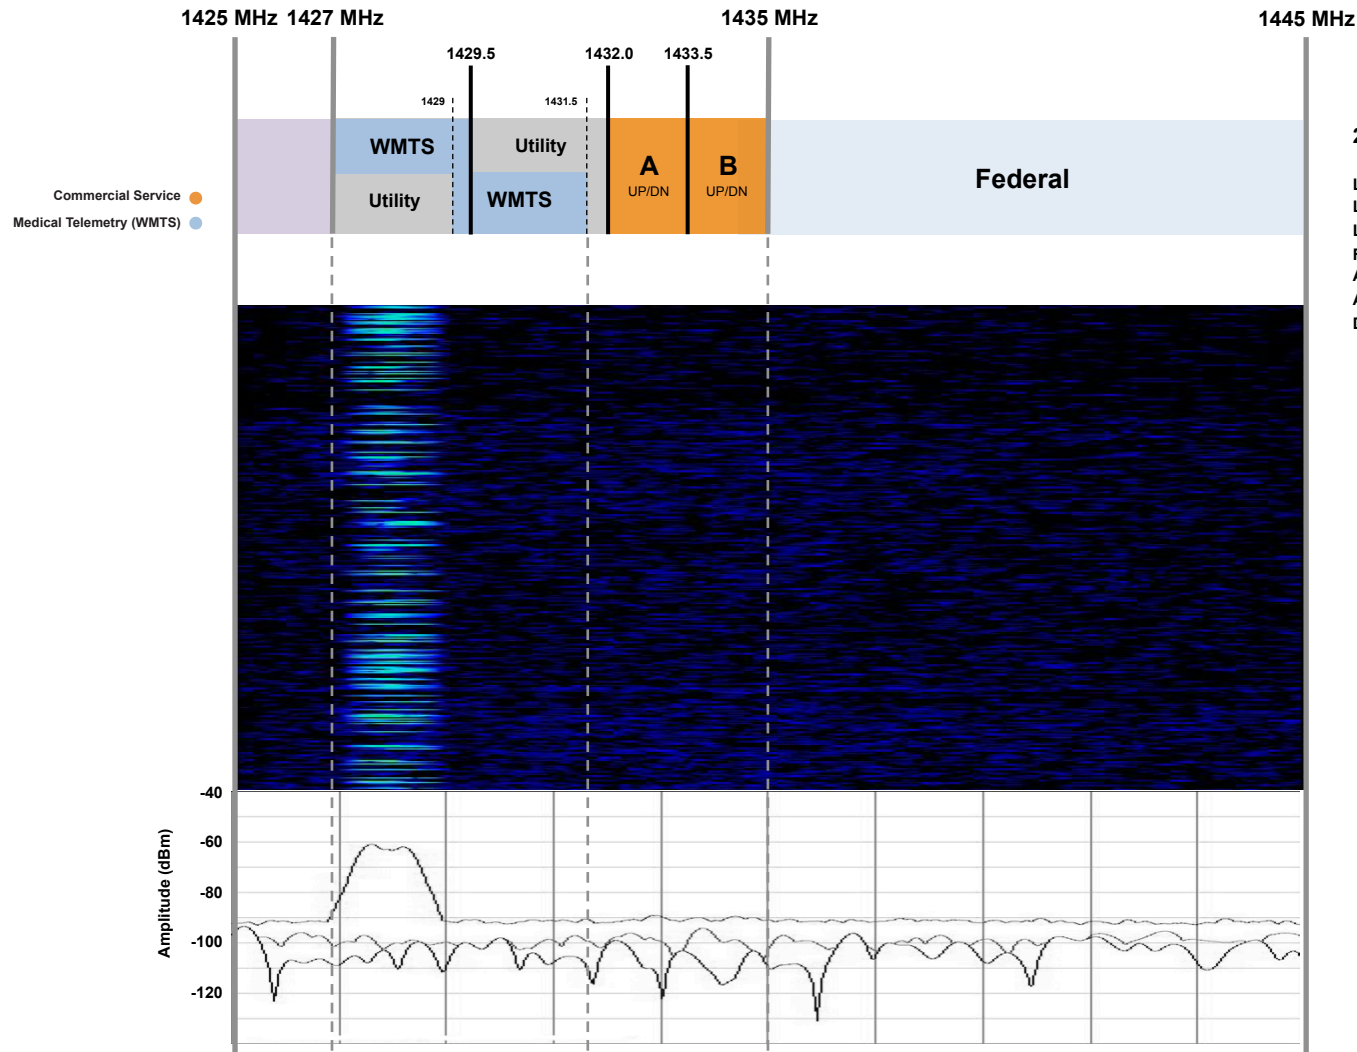 1425 MHz 1427 MHz 1435 MHz 1445 MHz
1429.5 1432.0 1433.5
1429 1431.5
WMTS Utility
A B
UP/DN UP/DN
Federal
Utility WMTS
Commercial Service
Medical Telemetry (WMTS)
2
L
L
L
F
A
A
D
-40
-60
-80
-100
-120
Amplitude (dBm)